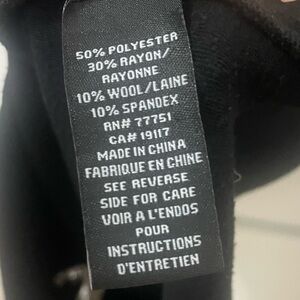 50% POLYESTER
30% RAYON/
RAYONNE
10% WOOL/LAINE
10% SPANDEX
RN# 77751
CA# 19117
MADE IN CHINA
FABRIQUE EN CHINE
SEE REVERSE
SIDE FOR CARE
VOIR A L'ENDOS
POUR
INSTRUCTIONS
D'ENTRETIEN